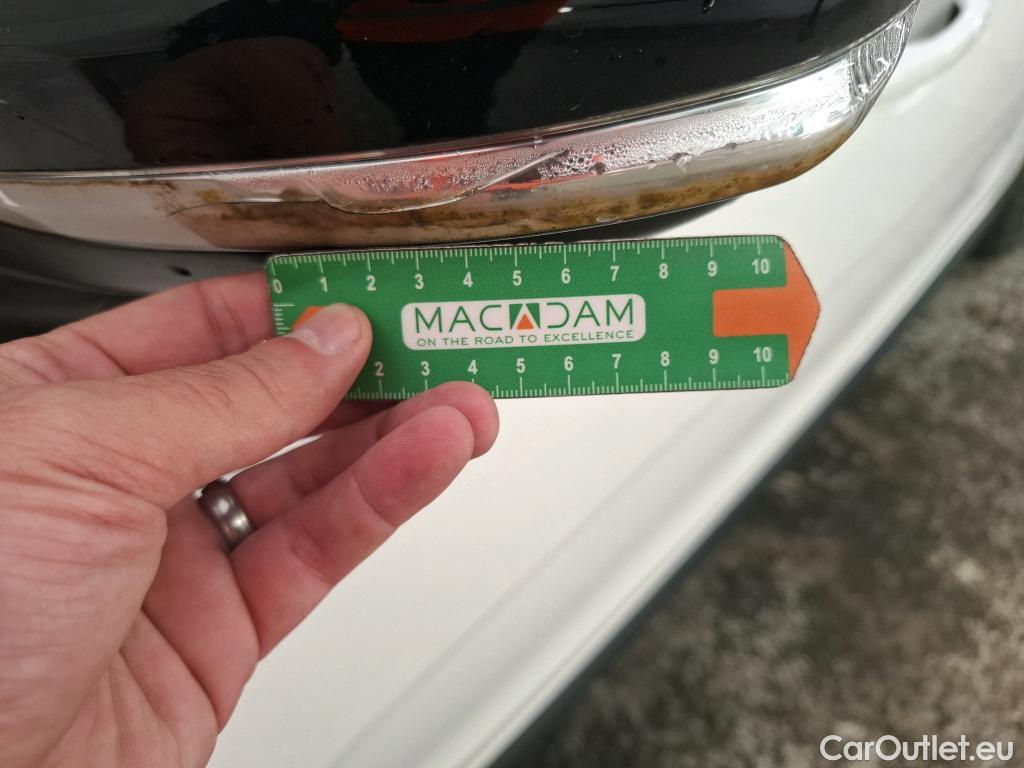 0 1 2 3 4 5 6 7 8 9 10
MACADAM
ON THE ROAD TO EXCELLENCE
2 3 4 5 6 7 8 9 10
CarOutlet.eu